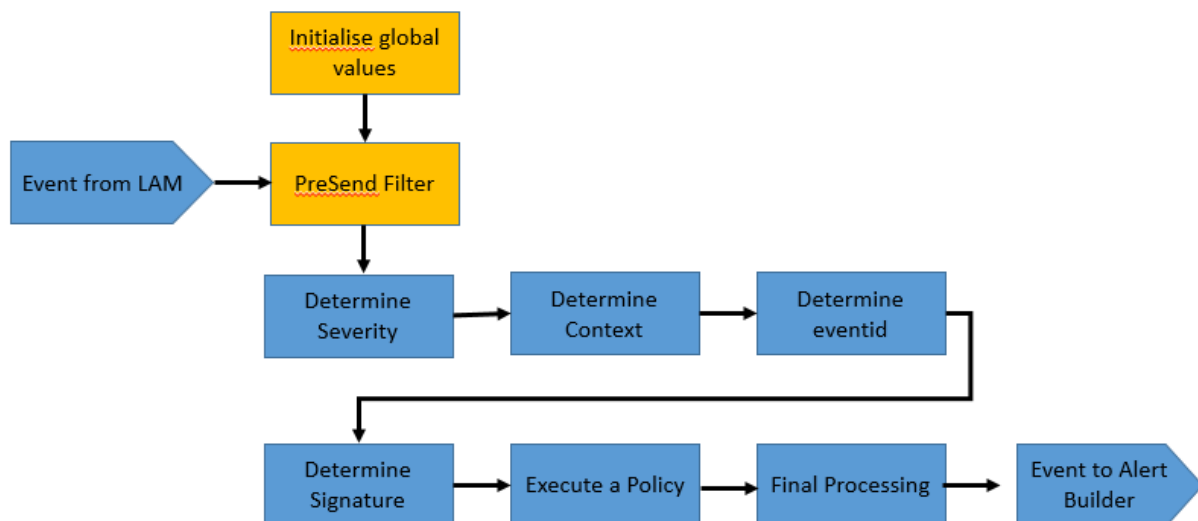 Initialise global
values
Event from LAM
PreSend Filter
Determine
Severity
Determine
Context
Determine
eventid
Determine
Signature
Execute a Policy
Final Processing
Event to Alert
Builder